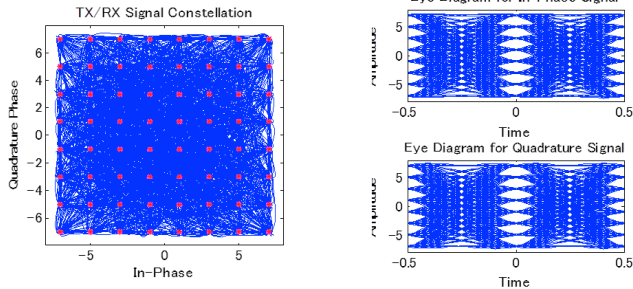 TX/RX Signal Constellation
Quadrature Phase
6
4
2
0
−2
−4
−6
−5
0
5
In-Phase
Eye Diagram for In-Phase Signal
Amplitude
5
0
−5
−0.5
0
0.5
Time
Eye Diagram for Quadrature Signal
Amplitude
5
0
−5
−0.5
0
0.5
Time